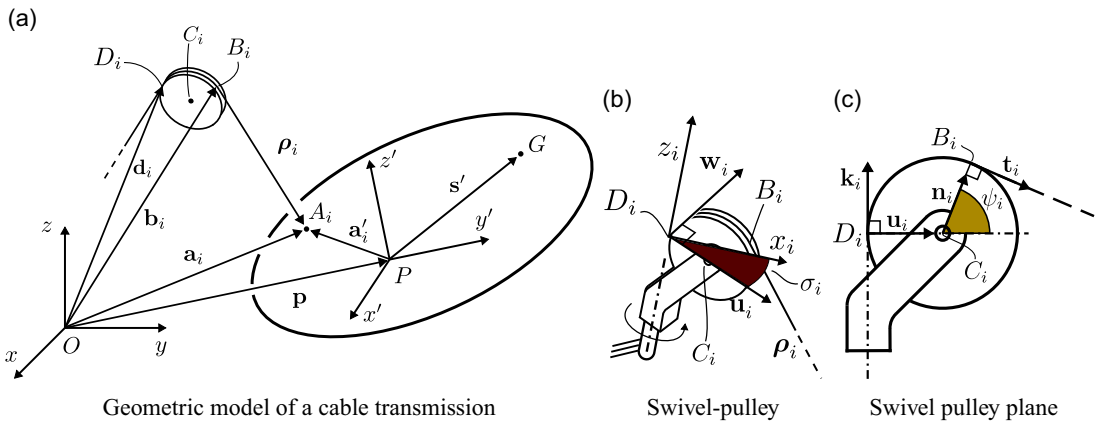 (a)
C_i
D_i
B_i
ρ_i
d_i
b_i
z
z′
G
s′
A_i
a′_i
y′
a_i
P
p
x′
O
y
x
Geometric model of a cable transmission
(b)
z_i
w_i
D_i
B_i
x_i
σ_i
u_i
C_i
ρ_i
Swivel-pulley
(c)
B_i
t_i
k_i
n_i
ψ_i
D_i
u_i
C_i
Swivel pulley plane